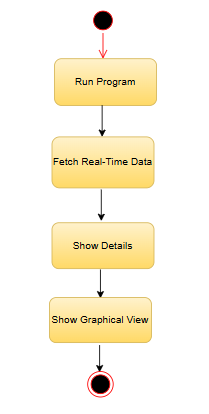 Run Program
Fetch Real-Time Data
Show Details
Show Graphical View